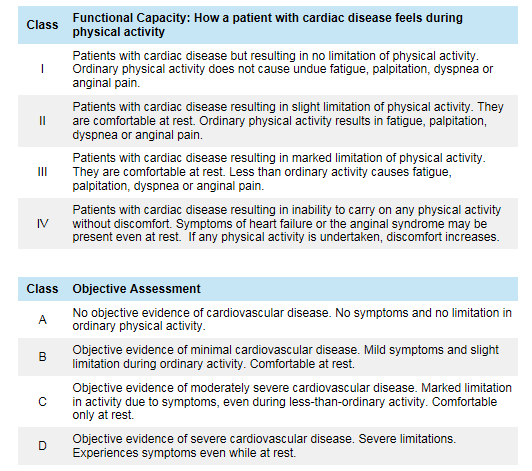 Class Functional Capacity: How a patient with cardiac disease feels during
physical activity
I Patients with cardiac disease but resulting in no limitation of physical activity.
Ordinary physical activity does not cause undue fatigue, palpitation, dyspnea or
anginal pain.
II Patients with cardiac disease resulting in slight limitation of physical activity. They
are comfortable at rest. Ordinary physical activity results in fatigue, palpitation,
dyspnea or anginal pain.
III Patients with cardiac disease resulting in marked limitation of physical activity.
They are comfortable at rest. Less than ordinary activity causes fatigue,
palpitation, dyspnea or anginal pain.
IV Patients with cardiac disease resulting in inability to carry on any physical activity
without discomfort. Symptoms of heart failure or the anginal syndrome may be
present even at rest. If any physical activity is undertaken, discomfort increases.
Class Objective Assessment
A No objective evidence of cardiovascular disease. No symptoms and no limitation in
ordinary physical activity.
B Objective evidence of minimal cardiovascular disease. Mild symptoms and slight
limitation during ordinary activity. Comfortable at rest.
C Objective evidence of moderately severe cardiovascular disease. Marked limitation
in activity due to symptoms, even during less-than-ordinary activity. Comfortable
only at rest.
D Objective evidence of severe cardiovascular disease. Severe limitations.
Experiences symptoms even while at rest.